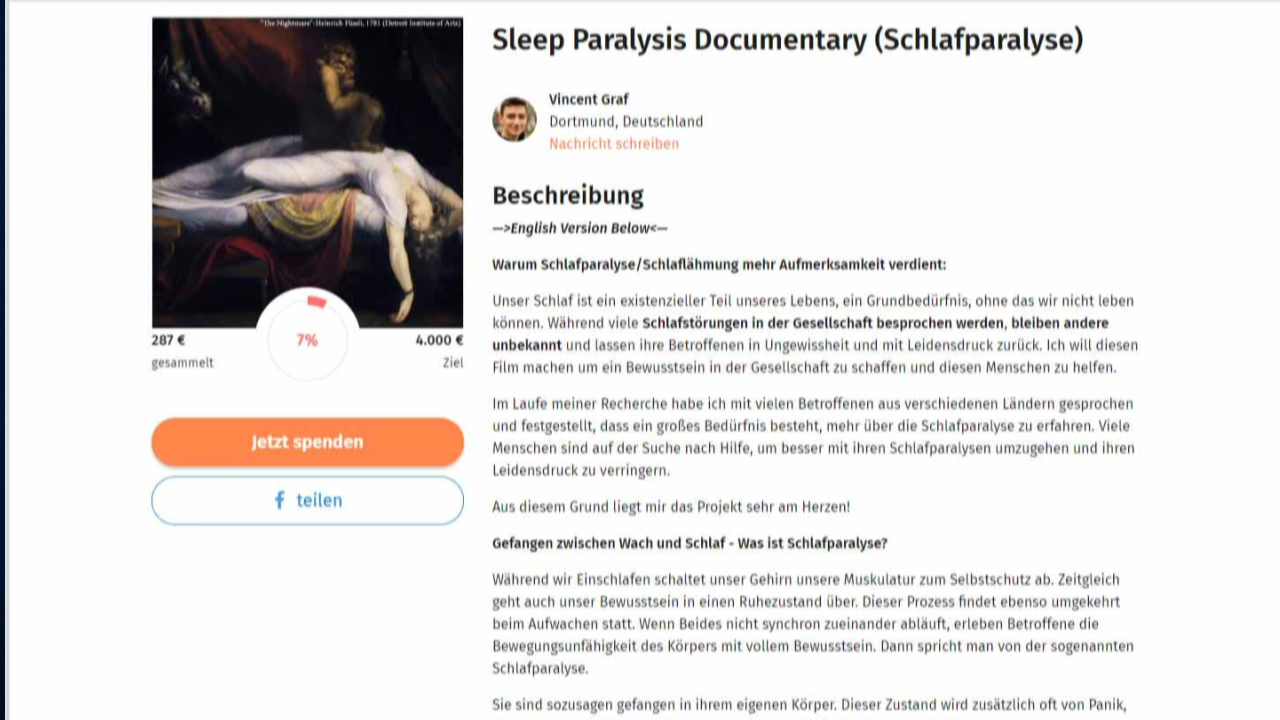 "The Nightmare"-Heinrich Füssli, 1781 (Detroit Institute of Arts)
Sleep Paralysis Documentary (Schlafparalyse)
Vincent Graf
Dortmund, Deutschland
Nachricht schreiben
Beschreibung
—>English Version Below<—
Warum Schlafparalyse/Schlaflähmung mehr Aufmerksamkeit verdient:
Unser Schlaf ist ein existenzieller Teil unseres Lebens, ein Grundbedürfnis, ohne das wir nicht leben
können. Während viele Schlafstörungen in der Gesellschaft besprochen werden, bleiben andere
unbekannt und lassen ihre Betroffenen in Ungewissheit und mit Leidensdruck zurück. Ich will diesen
Film machen um ein Bewusstsein in der Gesellschaft zu schaffen und diesen Menschen zu helfen.
Im Laufe meiner Recherche habe ich mit vielen Betroffenen aus verschiedenen Ländern gesprochen
und festgestellt, dass ein großes Bedürfnis besteht, mehr über die Schlafparalyse zu erfahren. Viele
Menschen sind auf der Suche nach Hilfe, um besser mit ihren Schlafparalysen umzugehen und ihren
Leidensdruck zu verringern.
Aus diesem Grund liegt mir das Projekt sehr am Herzen!
Gefangen zwischen Wach und Schlaf - Was ist Schlafparalyse?
Während wir Einschlafen schaltet unser Gehirn unsere Muskulatur zum Selbstschutz ab. Zeitgleich
geht auch unser Bewusstsein in einen Ruhezustand über. Dieser Prozess findet ebenso umgekehrt
beim Aufwachen statt. Wenn Beides nicht synchron zueinander abläuft, erleben Betroffene die
Bewegungsunfähigkeit des Körpers mit vollem Bewusstsein. Dann spricht man von der sogenannten
Schlafparalyse.
Sie sind sozusagen gefangen in ihrem eigenen Körper. Dieser Zustand wird zusätzlich oft von Panik,
287 €
gesammelt
7%
4.000 €
Ziel
Jetzt spenden
teilen